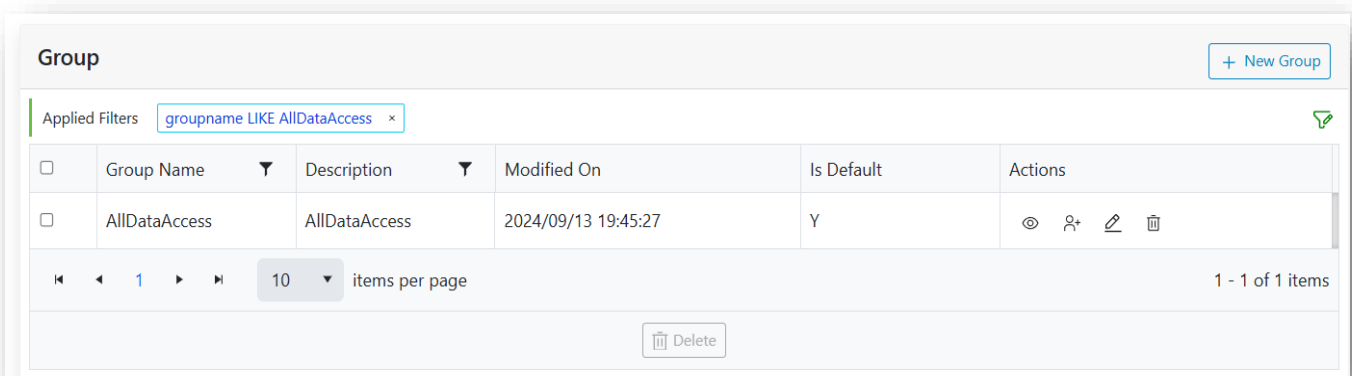 Group
+ New Group
Applied Filters groupname LIKE AllDataAccess ×
Group Name Description Modified On Is Default Actions
AllDataAccess AllDataAccess 2024/09/13 19:45:27 Y
1 10 items per page 1 - 1 of 1 items
Delete